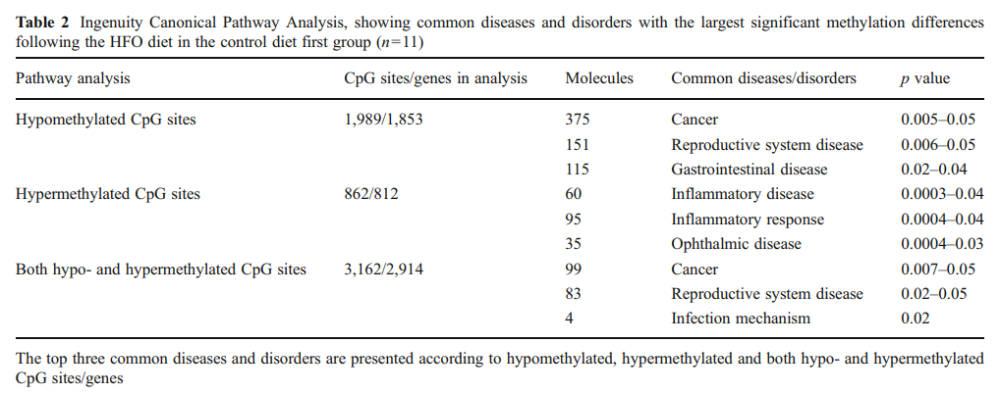 Table 2 Ingenuity Canonical Pathway Analysis, showing common diseases and disorders with the largest significant methylation differences
following the HFO diet in the control diet first group (n=11)
Pathway analysis CpG sites/genes in analysis Molecules Common diseases/disorders p value
Hypomethylated CpG sites 1,989/1,853 375 Cancer 0.005–0.05
151 Reproductive system disease 0.006–0.05
115 Gastrointestinal disease 0.02–0.04
Hypermethylated CpG sites 862/812 60 Inflammatory disease 0.0003–0.04
95 Inflammatory response 0.0004–0.04
35 Ophthalmic disease 0.0004–0.03
Both hypo- and hypermethylated CpG sites 3,162/2,914 99 Cancer 0.007–0.05
83 Reproductive system disease 0.02–0.05
4 Infection mechanism 0.02
The top three common diseases and disorders are presented according to hypomethylated, hypermethylated and both hypo- and hypermethylated
CpG sites/genes